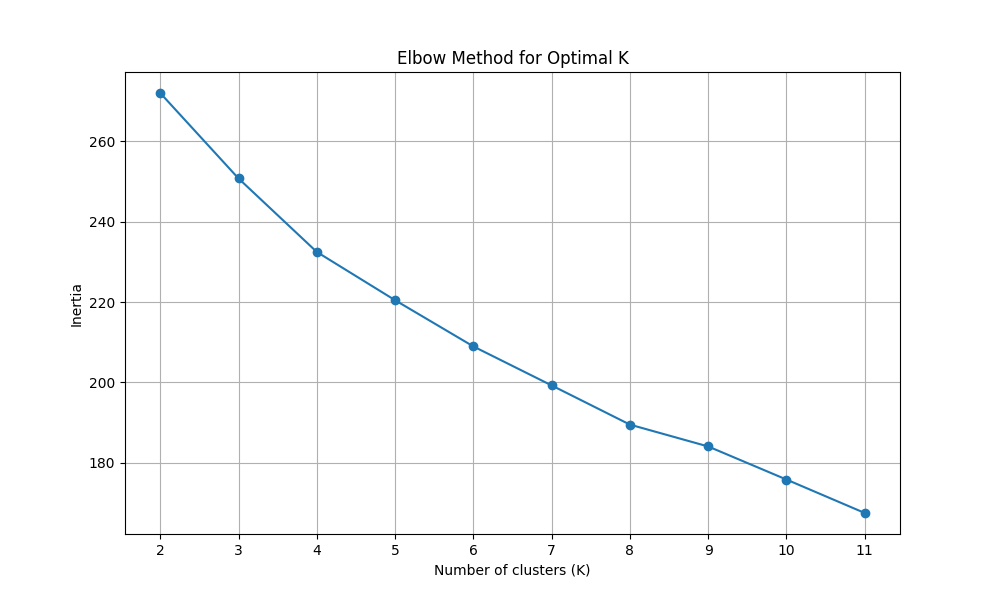 Elbow Method for Optimal K
260
240
220
200
180
Inertia
2 3 4 5 6 7 8 9 10 11
Number of clusters (K)